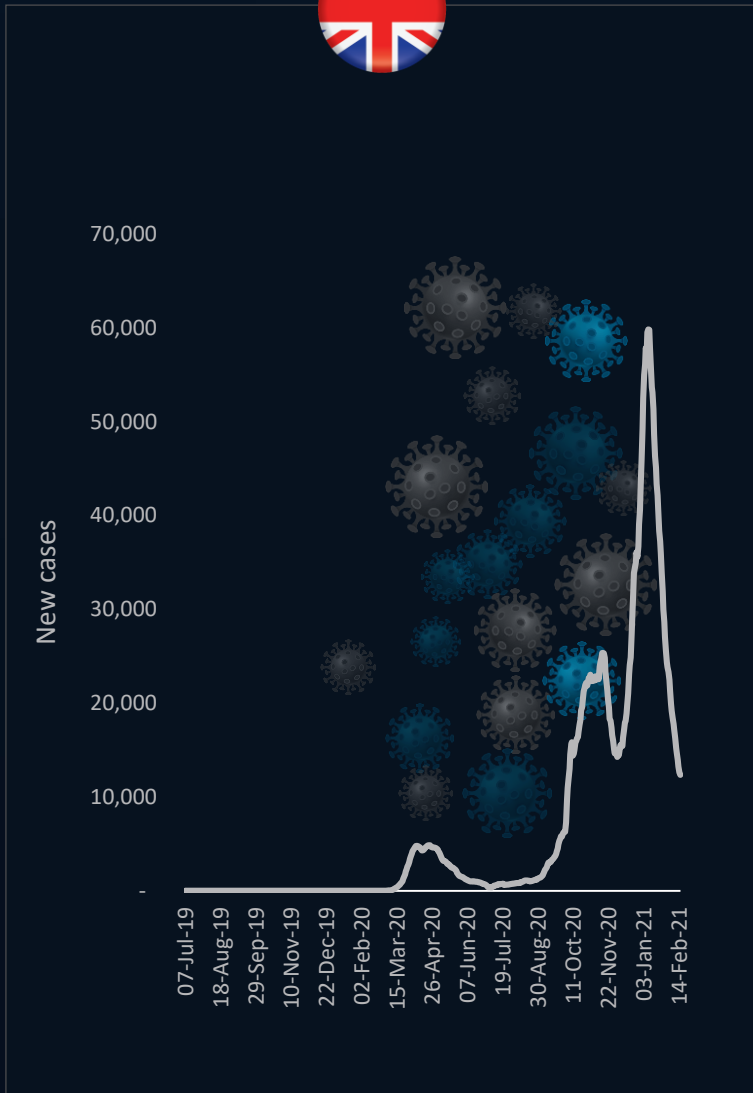 70,000
60,000
50,000
40,000
30,000
20,000
10,000
-
New cases
07-Jul-19
18-Aug-19
29-Sep-19
10-Nov-19
22-Dec-19
02-Feb-20
15-Mar-20
26-Apr-20
07-Jun-20
19-Jul-20
30-Aug-20
11-Oct-20
22-Nov-20
03-Jan-21
14-Feb-21